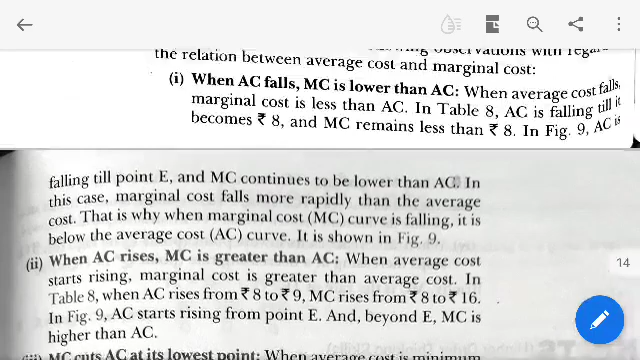 the relation between average cost and marginal cost:
(i) When AC falls, MC is lower than AC: When average cost falls,
marginal cost is less than AC. In Table 8, AC is falling till it
becomes ₹ 8, and MC remains less than ₹ 8. In Fig. 9, AC is
falling till point E, and MC continues to be lower than AC. In
this case, marginal cost falls more rapidly than the average
cost. That is why when marginal cost (MC) curve is falling, it is
below the average cost (AC) curve. It is shown in Fig. 9.
(ii) When AC rises, MC is greater than AC: When average cost
starts rising, marginal cost is greater than average cost. In
Table 8, when AC rises from ₹ 8 to ₹ 9, MC rises from ₹ 8 to ₹ 16.
In Fig. 9, AC starts rising from point E. And, beyond E, MC is
higher than AC.
MC cuts AC at its lowest point: When average cost is minimum
14